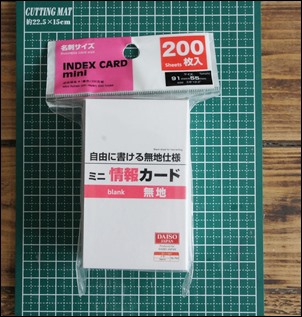 CUTTING MAT
約22.5×15cm
名刺サイズ
INDEX CARD
mini
200
Sheets 枚入
91mm×55mm
自由に書ける無地仕様
ミニ 情報カード
blank 無地
DAISO
JAPAN